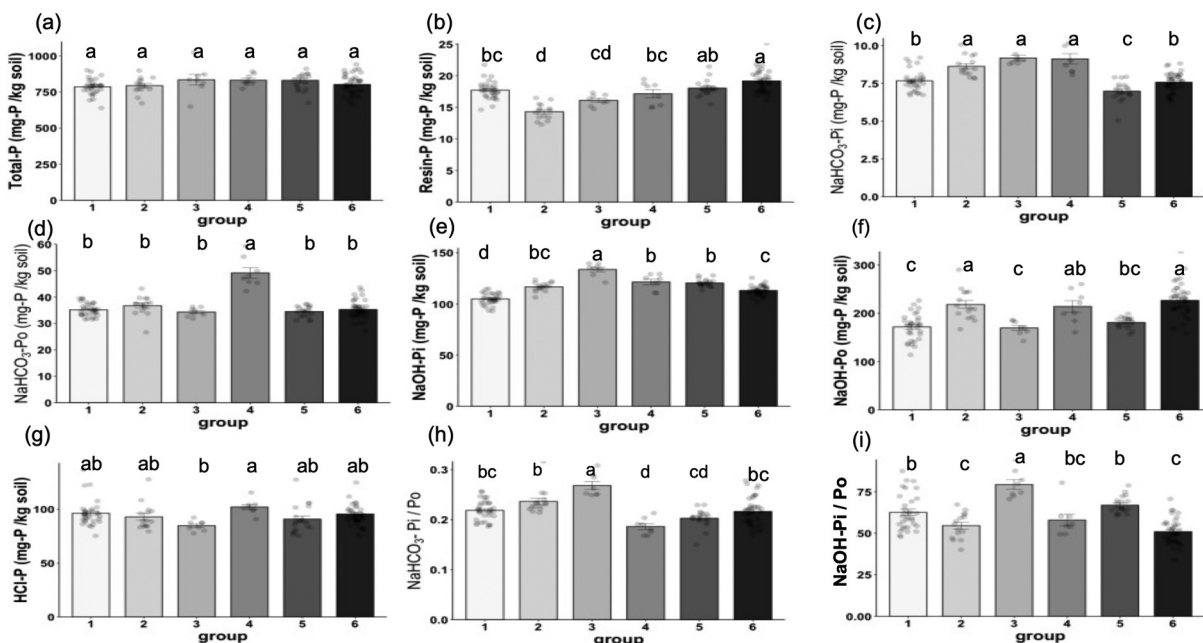 (a)
a a a a a a
Total-P (mg-P /kg soil)
1000
750
500
250
0
1 2 3 4 5 6
group
(b)
bc d cd bc ab a
Resin-P (mg-P /kg soil)
25
20
15
10
5
0
1 2 3 4 5 6
group
(c)
b a a a c b
NaHCO₃-Pi (mg-P /kg soil)
10.0
7.5
5.0
2.5
0.0
1 2 3 4 5 6
group
(d)
b b b a b b
NaHCO₃-Po (mg-P /kg soil)
60
50
40
30
20
10
0
1 2 3 4 5 6
group
(e)
d bc a b b c
NaOH-Pi (mg-P /kg soil)
150
100
50
0
1 2 3 4 5 6
group
(f)
c a c ab bc a
NaOH-Po (mg-P /kg soil)
300
200
100
0
1 2 3 4 5 6
group
(g)
ab ab b a ab ab
HCl-P (mg-P /kg soil)
100
50
0
1 2 3 4 5 6
group
(h)
bc b a d cd bc
NaHCO₃- Pi / Po
0.3
0.2
0.1
0.0
1 2 3 4 5 6
group
(i)
b c a bc b c
NaOH-Pi / Po
75
50
25
0.00
1 2 3 4 5 6
group